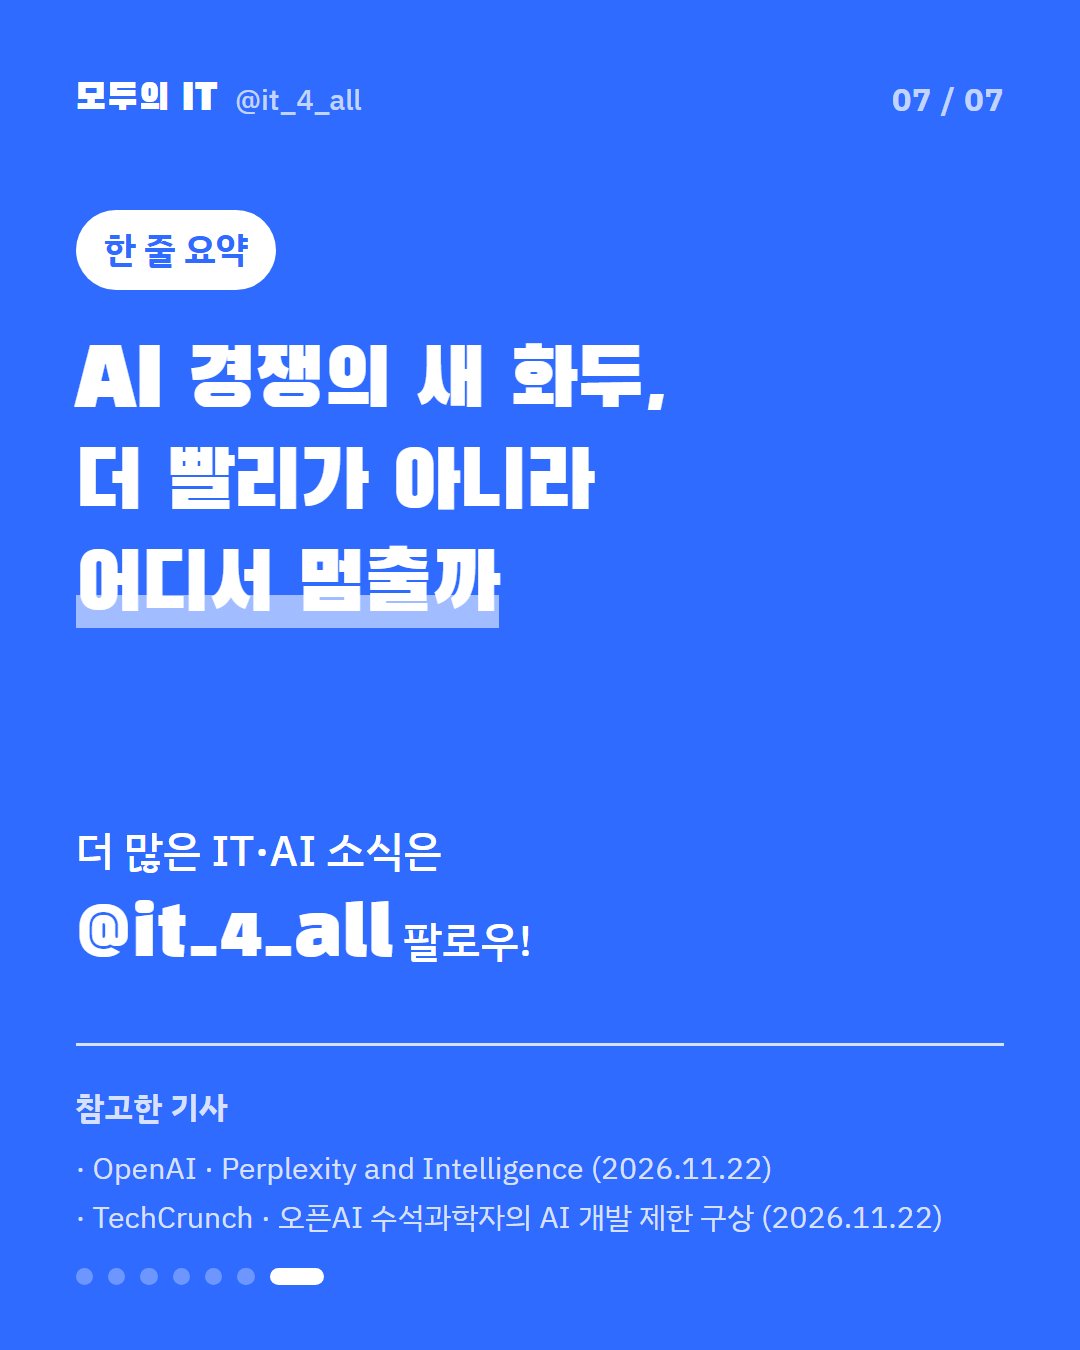 모두의 IT @it_4_all
07 / 07
한 줄 요약
AI 경쟁의 새 화두,
더 빨리가 아니라
어디서 멈출까
더 많은 IT·AI 소식은
@it_4_all 팔로우!
참고한 기사
· OpenAI · Perplexity and Intelligence (2026.11.22)
· TechCrunch · 오픈AI 수석과학자의 AI 개발 제한 구상 (2026.11.22)